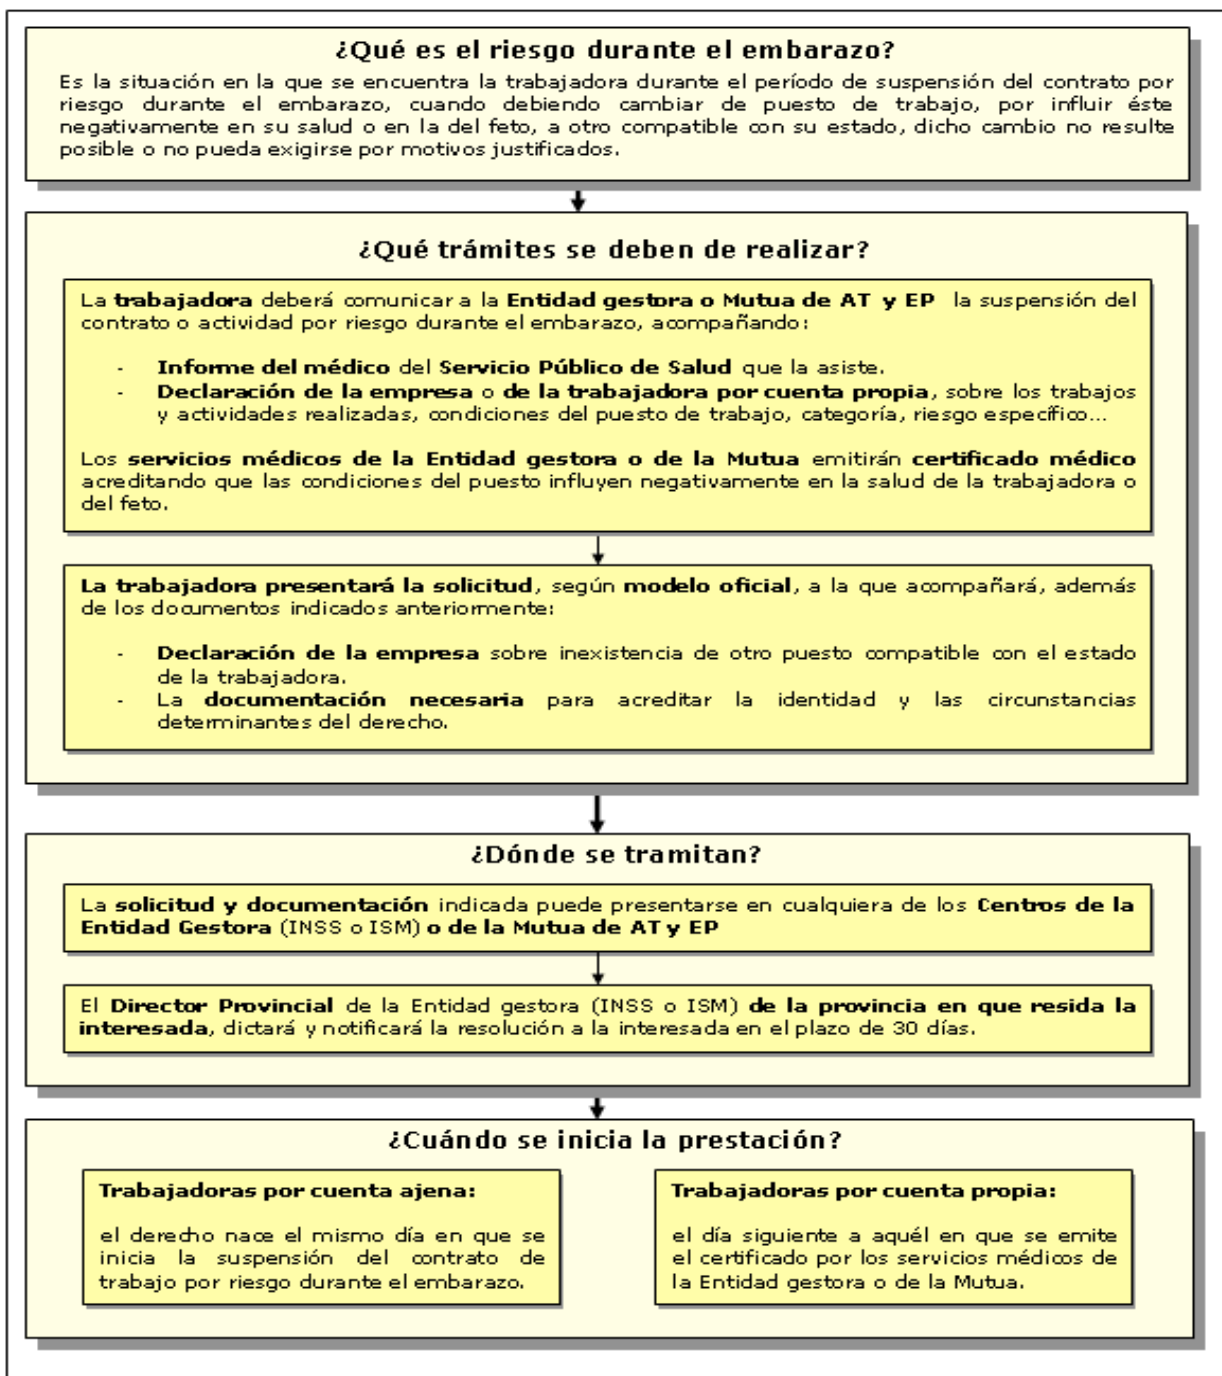 ¿Qué es el riesgo durante el embarazo?
Es la situación en la que se encuentra la trabajadora durante el período de suspensión del contrato por
riesgo durante el embarazo, cuando debiendo cambiar de puesto de trabajo, por influir éste
negativamente en su salud o en la del feto, a otro compatible con su estado, dicho cambio no resulte
posible o no pueda exigirse por motivos justificados.
¿Qué trámites se deben de realizar?
La trabajadora deberá comunicar a la Entidad gestora o Mutua de AT y EP la suspensión del
contrato o actividad por riesgo durante el embarazo, acompañando:
- Informe del médico del Servicio Público de Salud que la asiste.
- Declaración de la empresa o de la trabajadora por cuenta propia, sobre los trabajos
y actividades realizadas, condiciones del puesto de trabajo, categoría, riesgo específico...
Los servicios médicos de la Entidad gestora o de la Mutua emitirán certificado médico
acreditando que las condiciones del puesto influyen negativamente en la salud de la trabajadora o
del feto.
La trabajadora presentará la solicitud, según modelo oficial, a la que acompañará, además
de los documentos indicados anteriormente:
- Declaración de la empresa sobre inexistencia de otro puesto compatible con el estado
de la trabajadora.
- La documentación necesaria para acreditar la identidad y las circunstancias
determinantes del derecho.
¿Dónde se tramitan?
La solicitud y documentación indicada puede presentarse en cualquiera de los Centros de la
Entidad Gestora (INSS o ISM) o de la Mutua de AT y EP
El Director Provincial de la Entidad gestora (INSS o ISM) de la provincia en que resida la
interesada, dictará y notificará la resolución a la interesada en el plazo de 30 días.
¿Cuándo se inicia la prestación?
Trabajadoras por cuenta ajena:
el derecho nace el mismo día en que se
inicia la suspensión del contrato de
trabajo por riesgo durante el embarazo.
Trabajadoras por cuenta propia:
el día siguiente a aquél en que se emite
el certificado por los servicios médicos de
la Entidad gestora o de la Mutua.